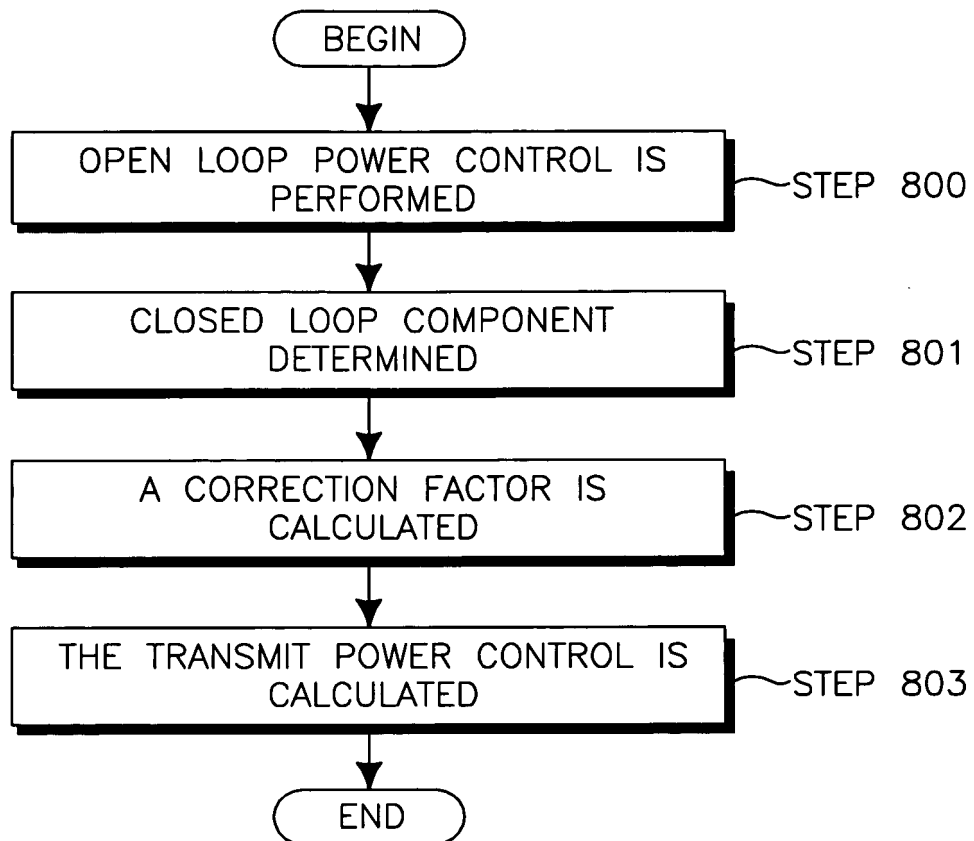 BEGIN
OPEN LOOP POWER CONTROL IS
PERFORMED
STEP 800
CLOSED LOOP COMPONENT
DETERMINED
STEP 801
A CORRECTION FACTOR IS
CALCULATED
STEP 802
THE TRANSMIT POWER CONTROL IS
CALCULATED
STEP 803
END